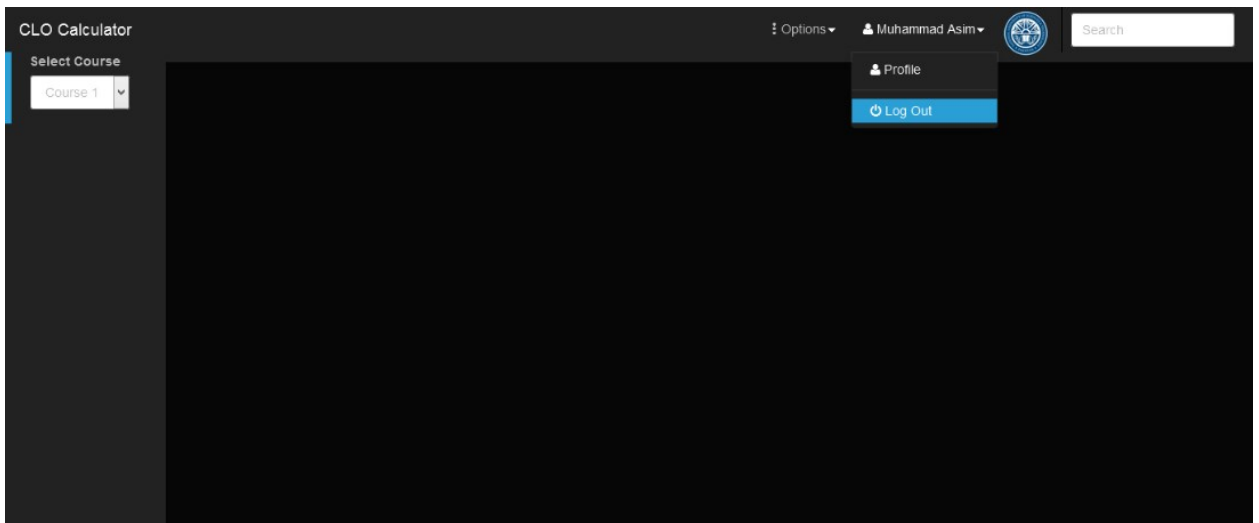 CLO Calculator
Options
Muhammad Asim
Search
Select Course
Course 1
Profile
Log Out